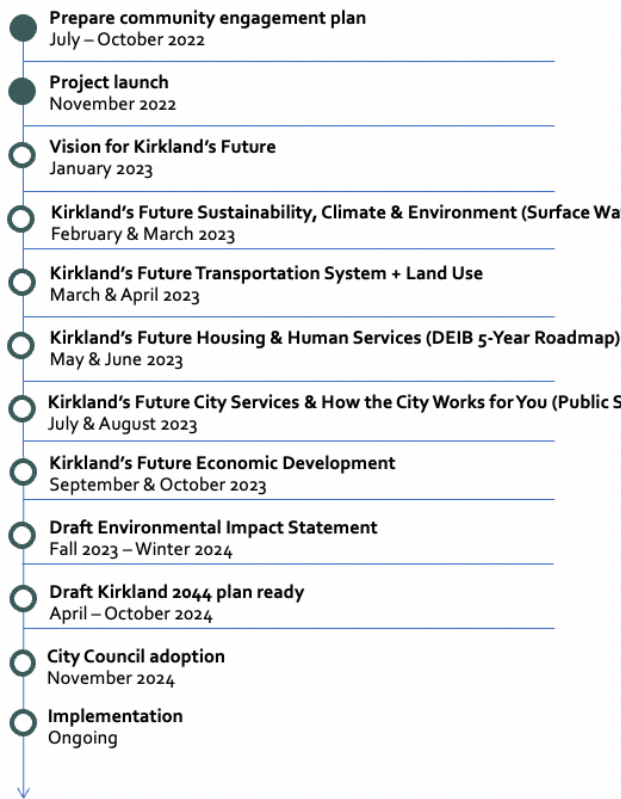 Prepare community engagement plan
July – October 2022
Project launch
November 2022
Vision for Kirkland's Future
January 2023
Kirkland's Future Sustainability, Climate & Environment (Surface
February & March 2023
Kirkland's Future Transportation System + Land Use
March & April 2023
Kirkland's Future Housing & Human Services (DEIB 5-Year Roadmap)
May & June 2023
Kirkland's Future City Services & How the City Works for You (Public
July & August 2023
Kirkland's Future Economic Development
September & October 2023
Draft Environmental Impact Statement
Fall 2023 – Winter 2024
Draft Kirkland 2044 plan ready
April – October 2024
City Council adoption
November 2024
Implementation
Ongoing